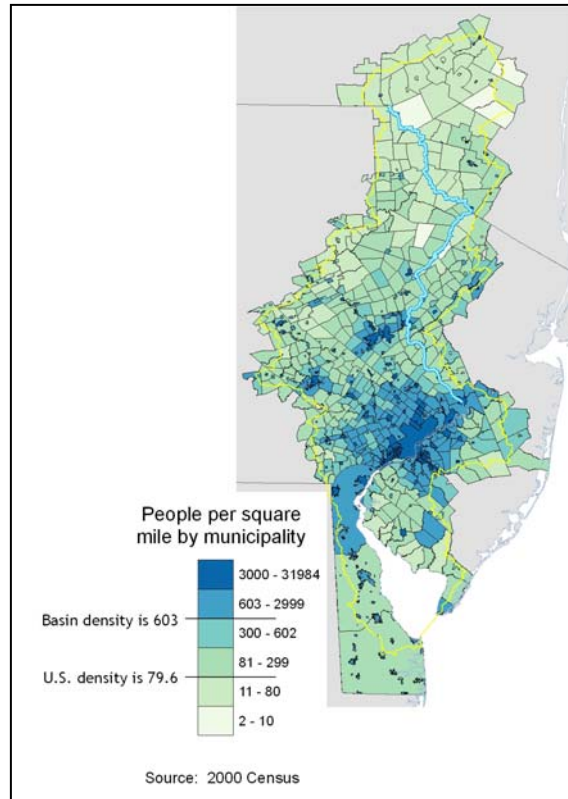 People per square
mile by municipality
3000 - 31984
603 - 2999
Basin density is 603
300 - 602
81 - 299
U.S. density is 79.6
11 - 80
2 - 10
Source: 2000 Census